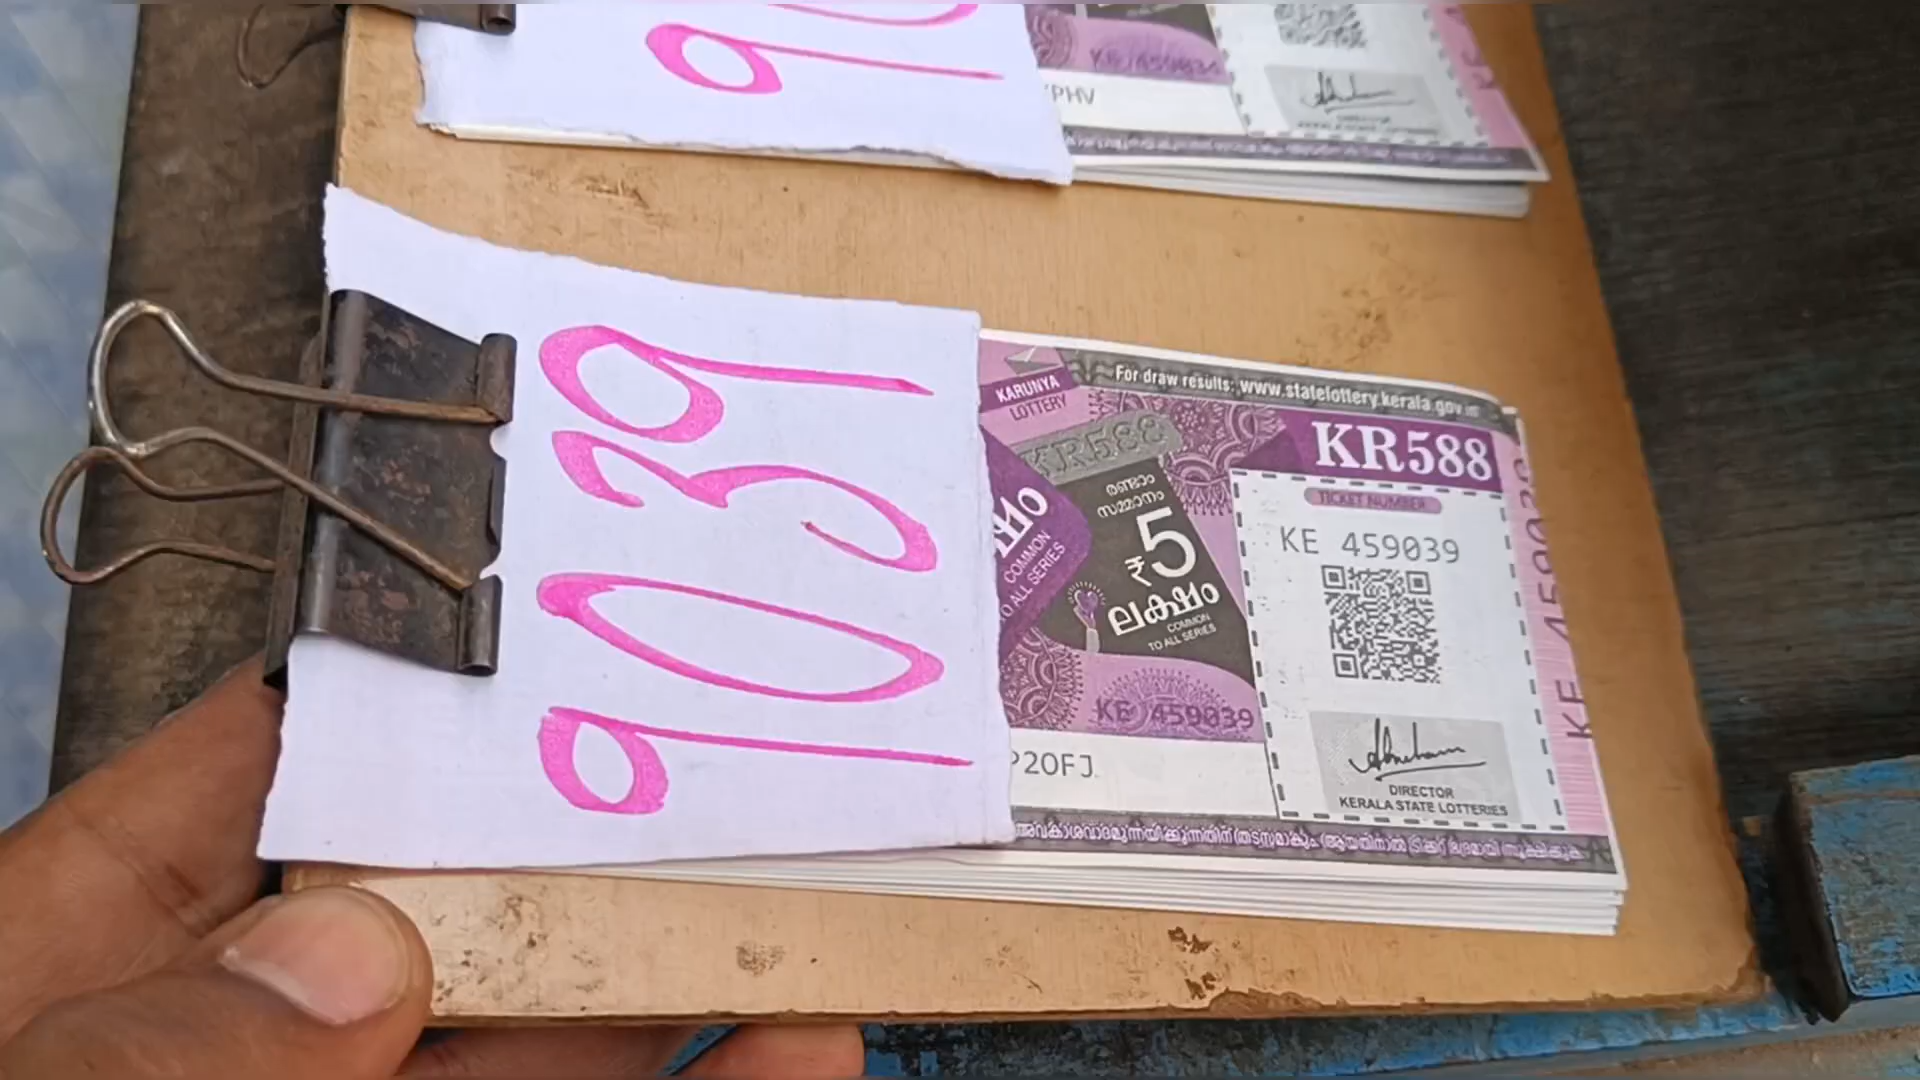 KE 459034
PHV
9039
KARUNYA
LOTTERY
For draw results: www.statelottery.kerala.gov.in
KR588
KR588
COMMON
TO ALL SERIES
രണ്ടാം
സമ്മാനം
₹5
ലക്ഷം
COMMON
TO ALL SERIES
TICKET NUMBER
KE 459039
KE 459039
KE 459039
P20FJ
DIRECTOR
KERALA STATE LOTTERIES